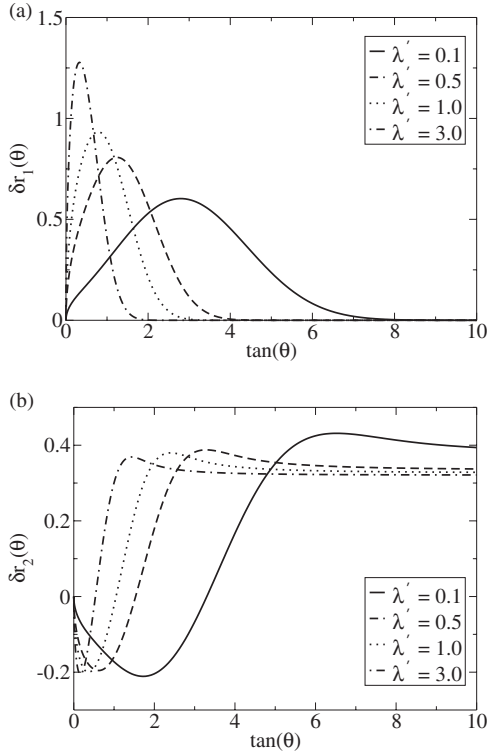 (a)
1.5
1
0.5
0
δr₁(θ)
λ′ = 0.1
λ′ = 0.5
λ′ = 1.0
λ′ = 3.0
0 2 4 6 8 10
tan(θ)
(b)
0.4
0.2
0
-0.2
δr₂(θ)
λ′ = 0.1
λ′ = 0.5
λ′ = 1.0
λ′ = 3.0
0 2 4 6 8 10
tan(θ)